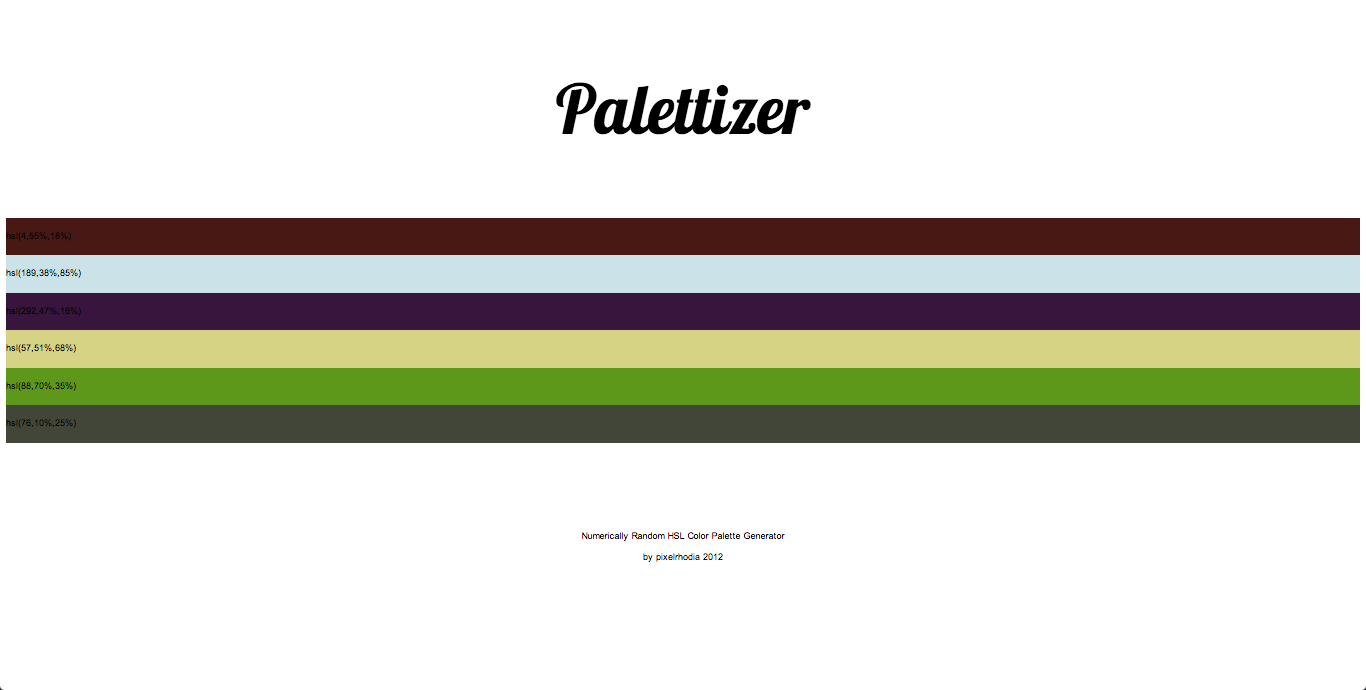 Palettizer
hsl(4,55%,18%)
hsl(189,38%,85%)
hsl(292,47%,16%)
hsl(57,51%,68%)
hsl(88,70%,35%)
hsl(76,10%,25%)
Numerically Random HSL Color Palette Generator
by pixelrhodia 2012